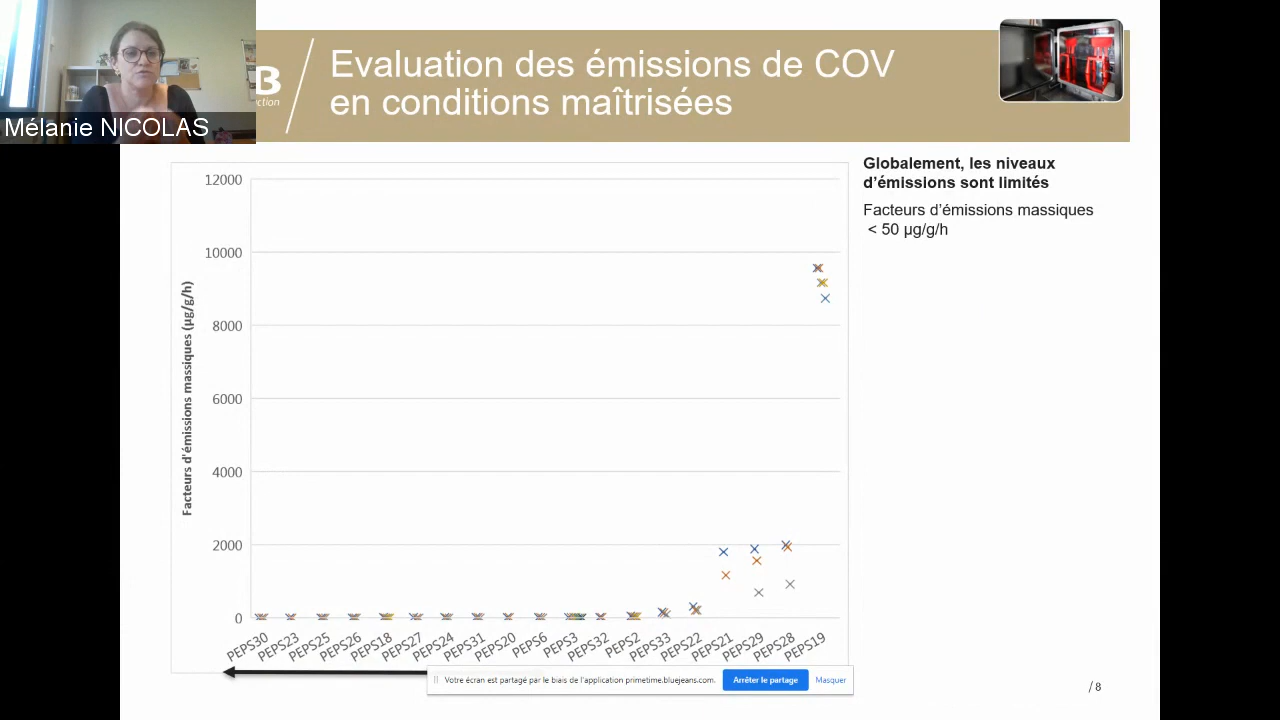 Mélanie NICOLAS
B
ction
Evaluation des émissions de COV
en conditions maîtrisées
Globalement, les niveaux
d’émissions sont limités
Facteurs d’émissions massiques
< 50 µg/g/h
Facteurs d'émissions massiques (µg/g/h)
12000
10000
8000
6000
4000
2000
0
PEPS30
PEPS23
PEPS25
PEPS26
PEPS18
PEPS27
PEPS24
PEPS31
PEPS20
PEPS6
PEPS3
PEPS32
PEPS2
PEPS33
PEPS22
PEPS21
PEPS29
PEPS28
PEPS19
Votre écran est partagé par le biais de l'application primetime.bluejeans.com.
Arrêter le partage
Masquer
/ 8